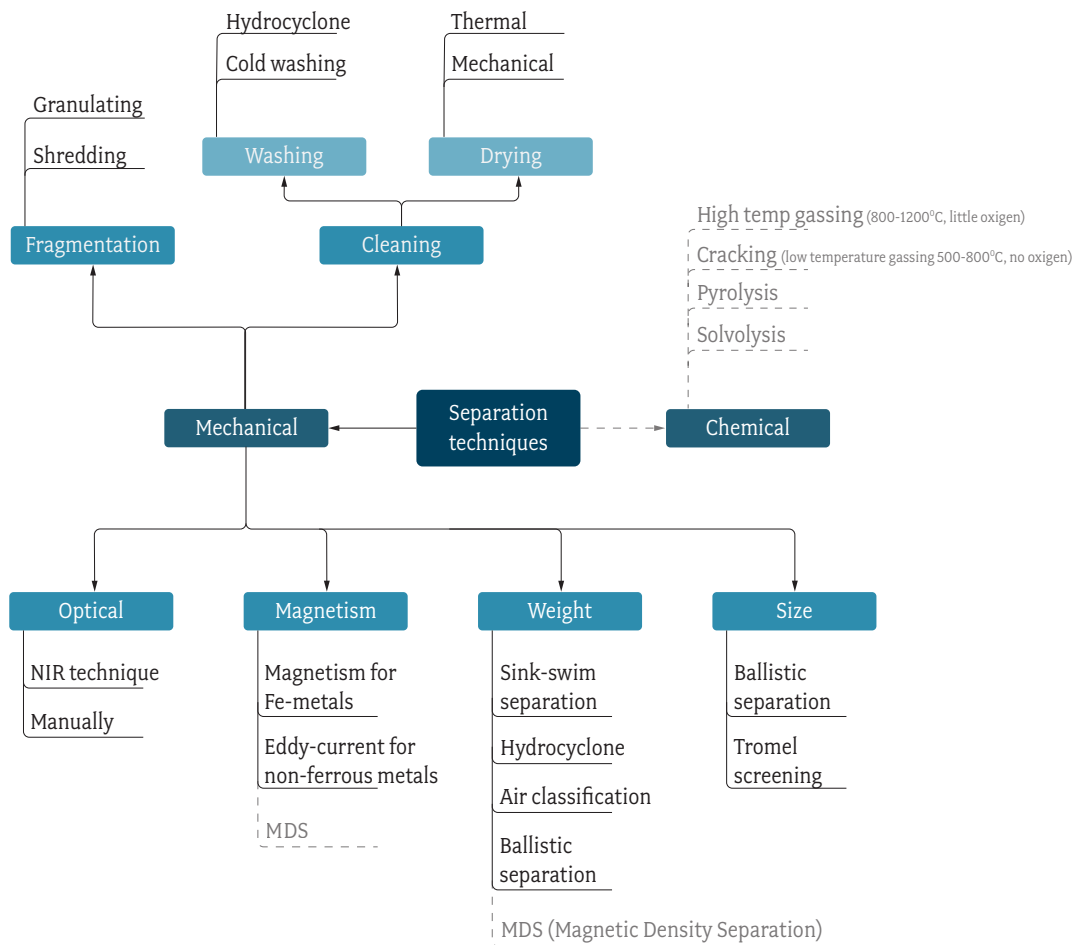 Hydrocyclone
Cold washing
Thermal
Mechanical
Granulating
Shredding
Washing
Drying
High temp gassing (800-1200⁰C, little oxigen)
Fragmentation
Cleaning
Cracking (low temperature gassing 500-800⁰C, no oxigen)
Pyrolysis
Solvolysis
Mechanical
Separation
techniques
Chemical
Optical
Magnetism
Weight
Size
NIR technique
Manually
Magnetism for
Fe-metals
Eddy-current for
non-ferrous metals
MDS
Sink-swim
separation
Hydrocyclone
Air classification
Ballistic
separation
MDS (Magnetic Density Separation)
Ballistic
separation
Tromel
screening